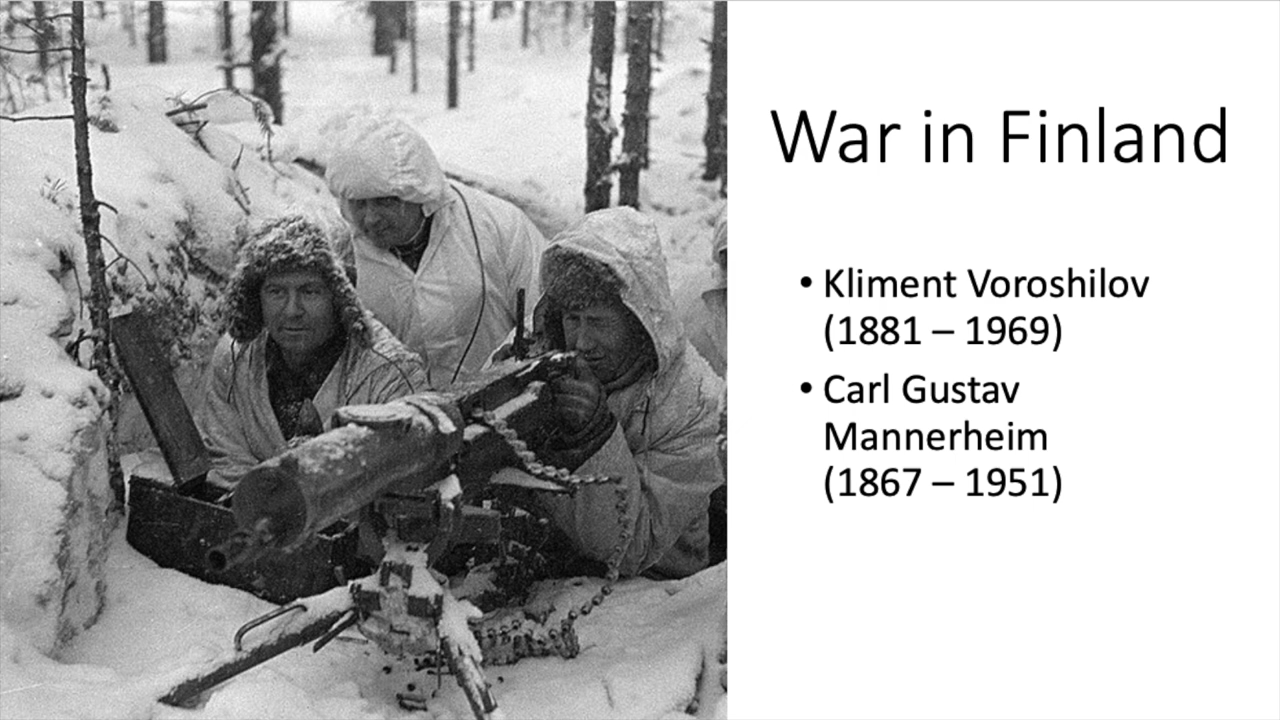 War in Finland
• Kliment Voroshilov
(1881 – 1969)
• Carl Gustav
Mannerheim
(1867 – 1951)